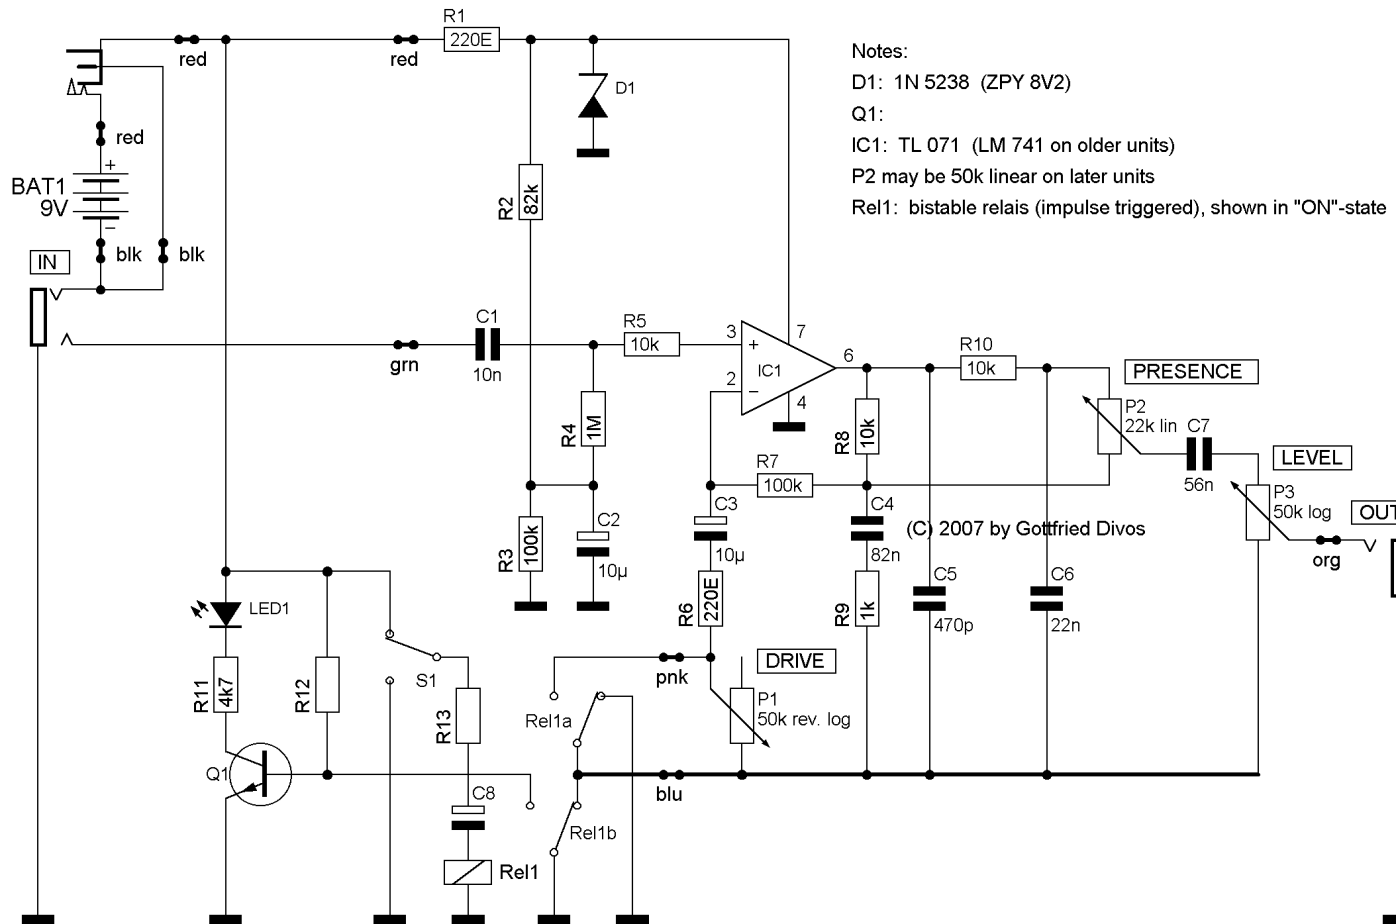 R1
220E
red
red
Notes:
D1: 1N 5238 (ZPY 8V2)
Q1:
IC1: TL 071 (LM 741 on older units)
P2 may be 50k linear on later units
Rel1: bistable relais (impulse triggered), shown in "ON"-state
D1
red
+
BAT1
9V
−
R2
82k
IN
blk
blk
C1
10n
grn
R5
10k
3
+
7
IC1
6
2
−
4
R4
1M
R10
10k
PRESENCE
P2
22k lin
C7
56n
R8
10k
LEVEL
P3
50k log
OUT
org
R7
100k
R3
100k
C2
10µ
C3
10µ
C4
82n
(C) 2007 by Gottfried Divos
R6
220E
R9
1k
C5
470p
C6
22n
LED1
R11
4k7
R12
S1
R13
pnk
DRIVE
P1
50k rev. log
Rel1a
Q1
C8
blu
Rel1b
Rel1